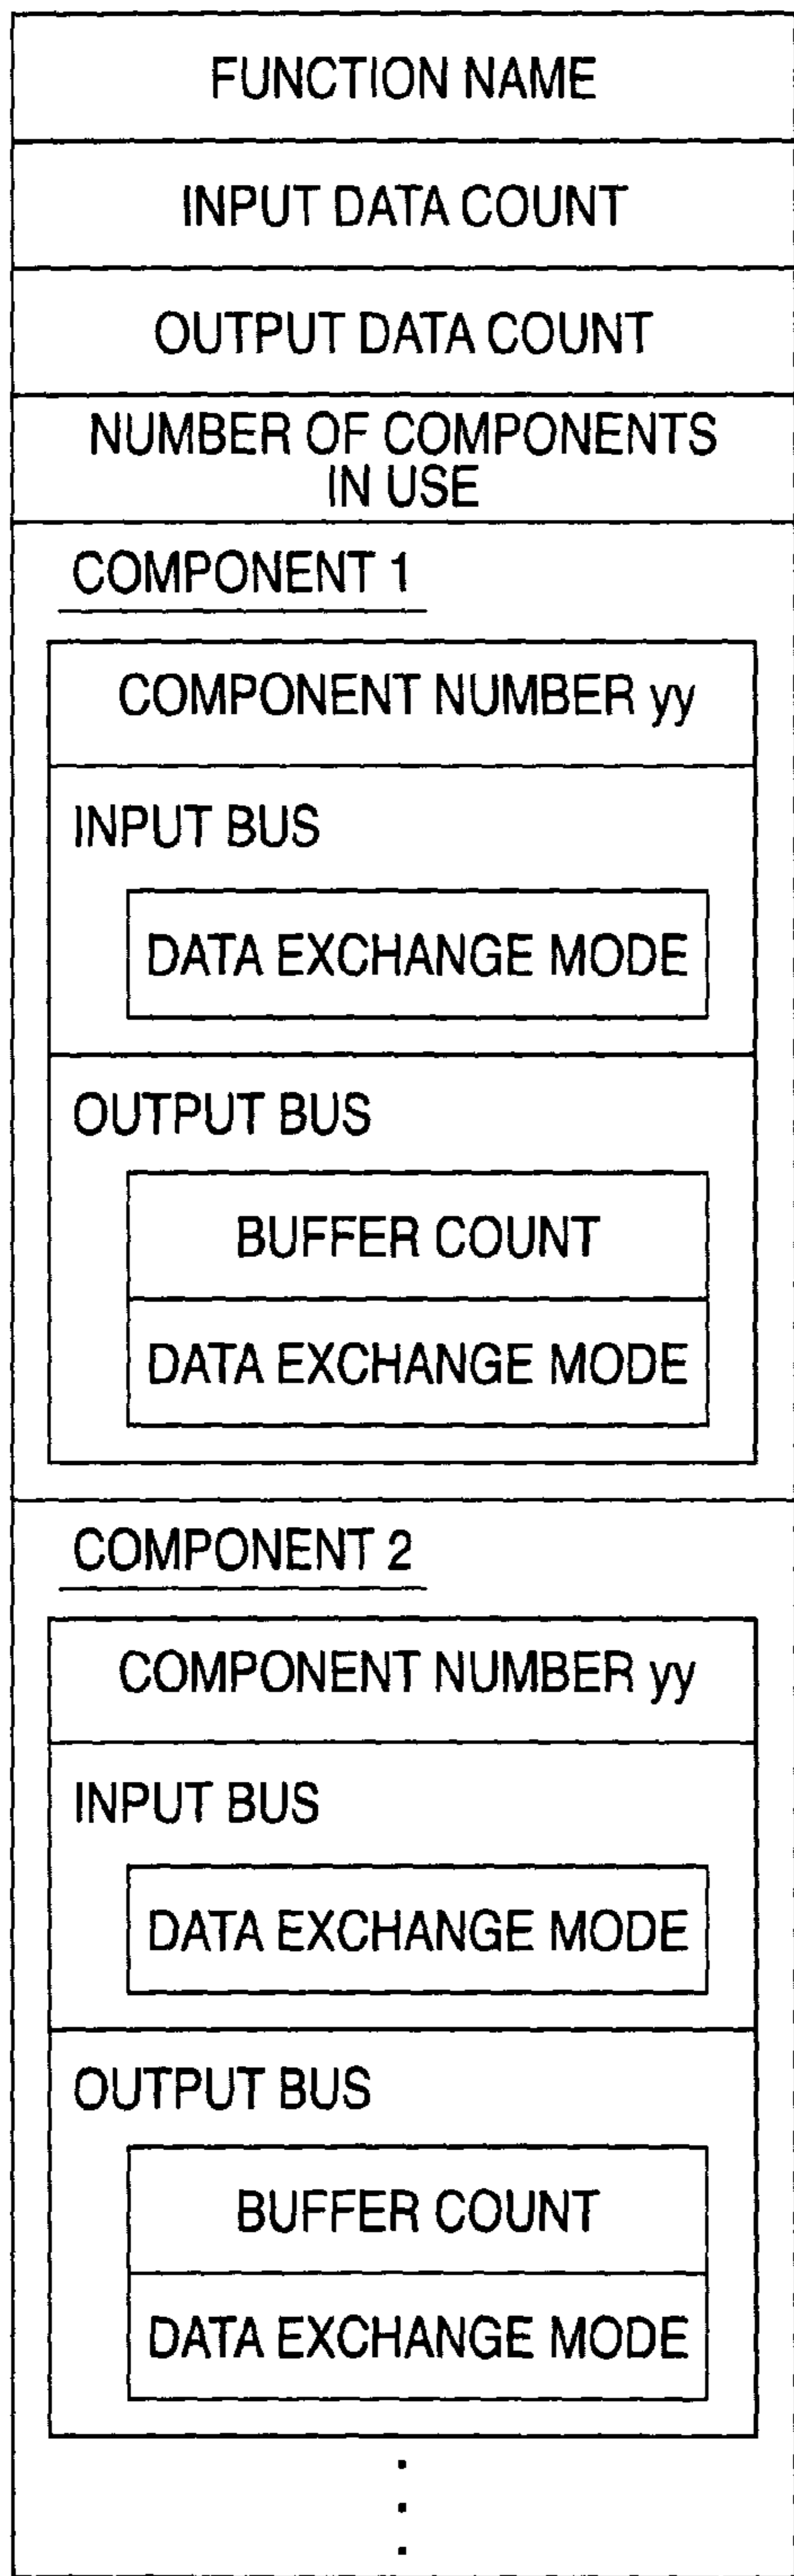 FUNCTION NAME
INPUT DATA COUNT
OUTPUT DATA COUNT
NUMBER OF COMPONENTS
IN USE
COMPONENT 1
COMPONENT NUMBER yy
INPUT BUS
DATA EXCHANGE MODE
OUTPUT BUS
BUFFER COUNT
DATA EXCHANGE MODE
COMPONENT 2
COMPONENT NUMBER yy
INPUT BUS
DATA EXCHANGE MODE
OUTPUT BUS
BUFFER COUNT
DATA EXCHANGE MODE